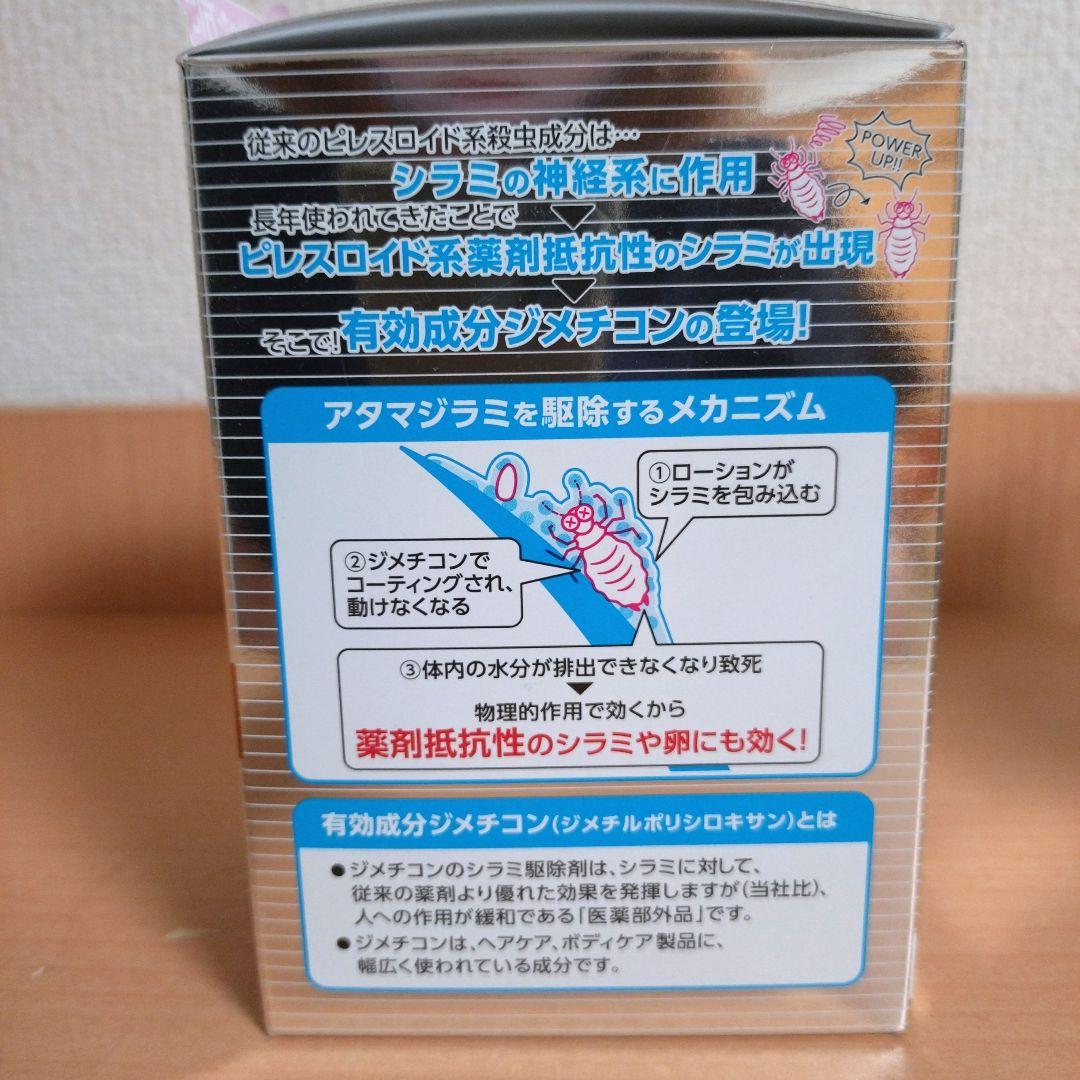 従来のピレスロイド系殺虫成分は…
シラミの神経系に作用
POWER
UP!!
長年使われてきたことで
ピレスロイド系薬剤抵抗性のシラミが出現
そこで!有効成分ジメチコンの登場!
アタマジラミを駆除するメカニズム
①ローションが
シラミを包み込む
②ジメチコンで
コーティングされ、
動けなくなる
③体内の水分が排出できなくなり致死
物理的作用で効くから
薬剤抵抗性のシラミや卵にも効く!
有効成分ジメチコン(ジメチルポリシロキサン)とは
●ジメチコンのシラミ駆除剤は、シラミに対して、
従来の薬剤より優れた効果を発揮しますが(当社比)、
人への作用が緩和である「医薬部外品」です。
●ジメチコンは、ヘアケア、ボディケア製品に、
幅広く使われている成分です。